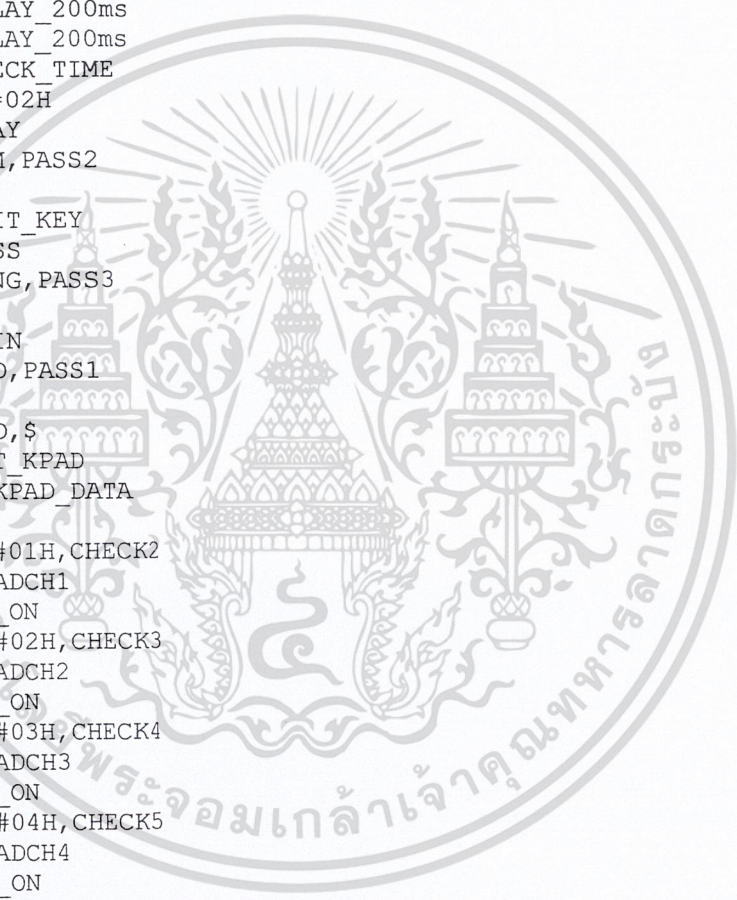 LAY_200ms
LAY_200ms
ECK_TIME
=02H
AY
M,PASS2
IT_KEY
SS
NG,PASS3
IN
D,PASS1
D,$
T_KPAD
KPAD_DATA
#01H,CHECK2
ADCH1
_ON
#02H,CHECK3
ADCH2
_ON
#03H,CHECK4
ADCH3
_ON
#04H,CHECK5
ADCH4
_ON
พระจอมเกล้าเจ้าคุณทหารลาดกระบัง